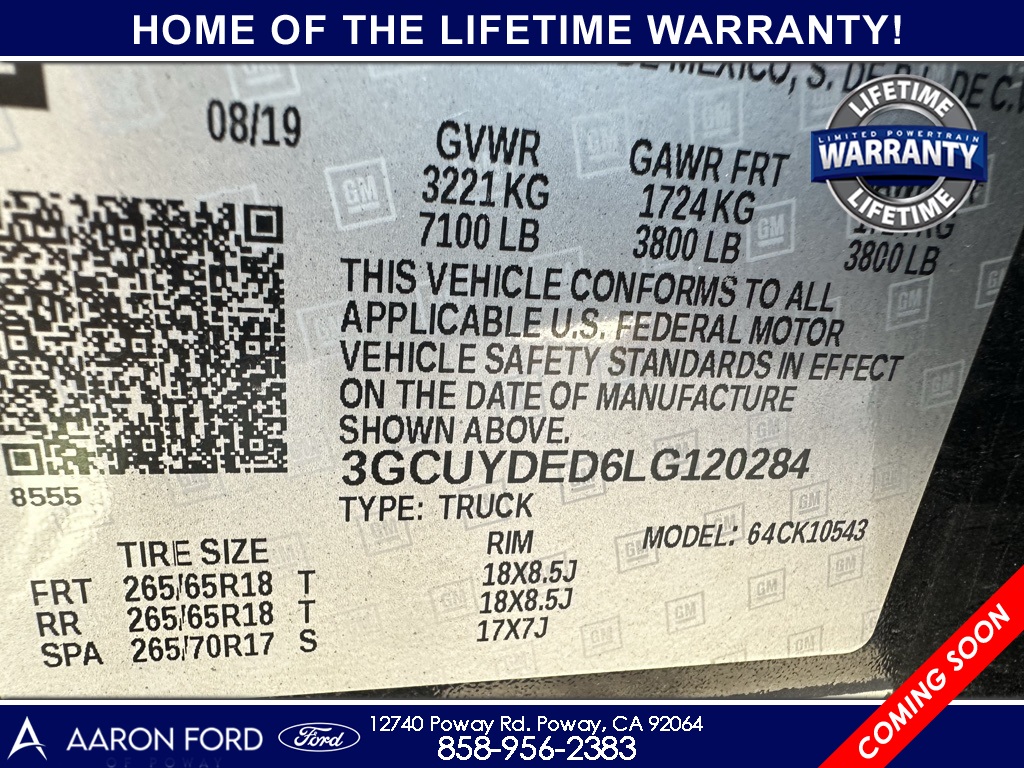 HOME OF THE LIFETIME WARRANTY!
DE MEXICO, S. DE R.L. DE C.V
08/19
GVWR
3221 KG
7100 LB
GAWR FRT
1724 KG
3800 LB
3800 LB
LIFETIME
LIMITED POWERTRAIN
WARRANTY
LIFETIME
GM
THIS VEHICLE CONFORMS TO ALL
APPLICABLE U.S. FEDERAL MOTOR
VEHICLE SAFETY STANDARDS IN EFFECT
ON THE DATE OF MANUFACTURE
SHOWN ABOVE.
3GCUYDED6LG120284
8555
TYPE: TRUCK
MODEL: 64CK10543
TIRE SIZE RIM
FRT 265/65R18 T 18X8.5J
RR 265/65R18 T 18X8.5J
SPA 265/70R17 S 17X7J
COMING SOON
AARON FORD
OF POWAY
Ford
12740 Poway Rd. Poway, CA 92064
858-956-2383